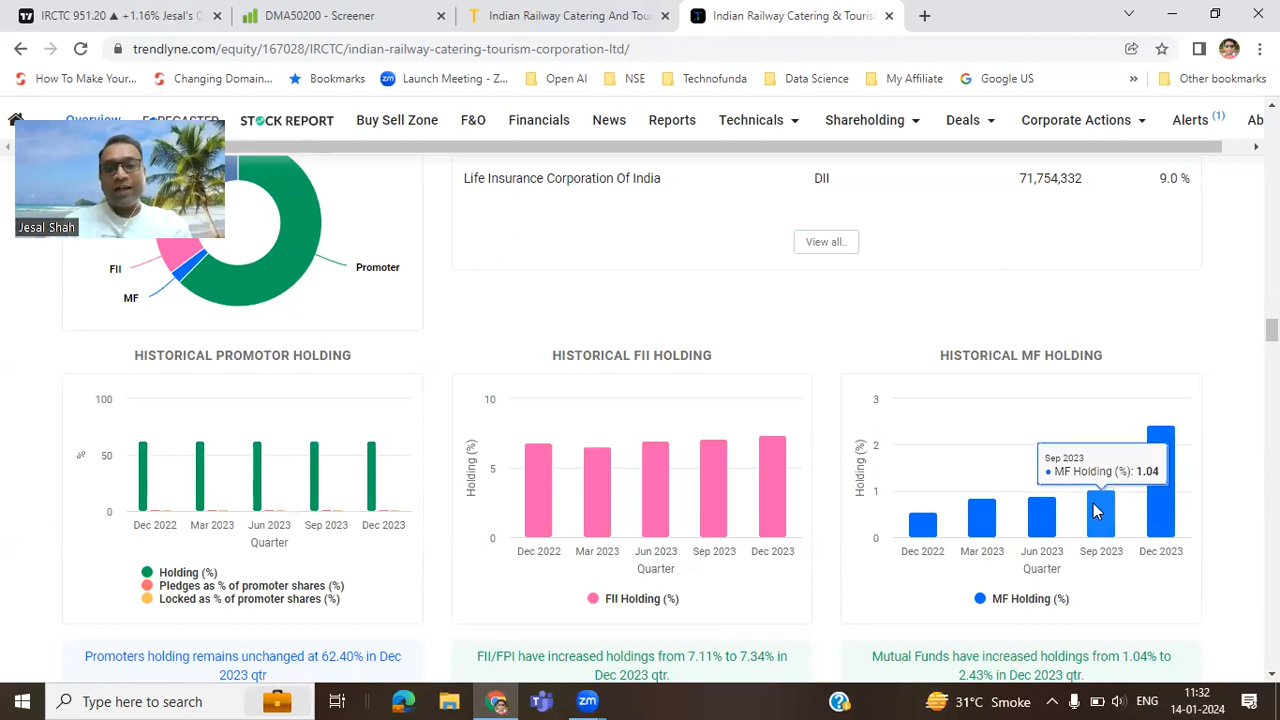 IRCTC 951.20 ▲ +1.16% Jesal's C
DMA50200 - Screener
Indian Railway Catering And Tou
Indian Railway Catering & Touris
trendlyne.com/equity/167028/IRCTC/indian-railway-catering-tourism-corporation-ltd/
How To Make Your...
Changing Domain...
Bookmarks
Launch Meeting - Z...
Open AI
NSE
Technofunda
Data Science
My Affiliate
Google US
»
Other bookmarks
Overview
FORECASTER
STOCK REPORT
Buy Sell Zone
F&O
Financials
News
Reports
Technicals
Shareholding
Deals
Corporate Actions
Alerts (1)
Ab
Jesal Shah
FII
MF
Promoter
Life Insurance Corporation Of India DII 71,754,332 9.0 %
View all..
HISTORICAL PROMOTOR HOLDING
100
50
0
%
Dec 2022 Mar 2023 Jun 2023 Sep 2023 Dec 2023
Quarter
Holding (%)
Pledges as % of promoter shares (%)
Locked as % of promoter shares (%)
Promoters holding remains unchanged at 62.40% in Dec
2023 qtr
HISTORICAL FII HOLDING
10
5
0
Holding (%)
Dec 2022 Mar 2023 Jun 2023 Sep 2023 Dec 2023
Quarter
FII Holding (%)
FII/FPI have increased holdings from 7.11% to 7.34% in
Dec 2023 qtr.
HISTORICAL MF HOLDING
3
2
1
0
Holding (%)
Sep 2023
MF Holding (%): 1.04
Dec 2022 Mar 2023 Jun 2023 Sep 2023 Dec 2023
Quarter
MF Holding (%)
Mutual Funds have increased holdings from 1.04% to
2.43% in Dec 2023 qtr.
Type here to search
31°C Smoke
ENG
11:32
14-01-2024